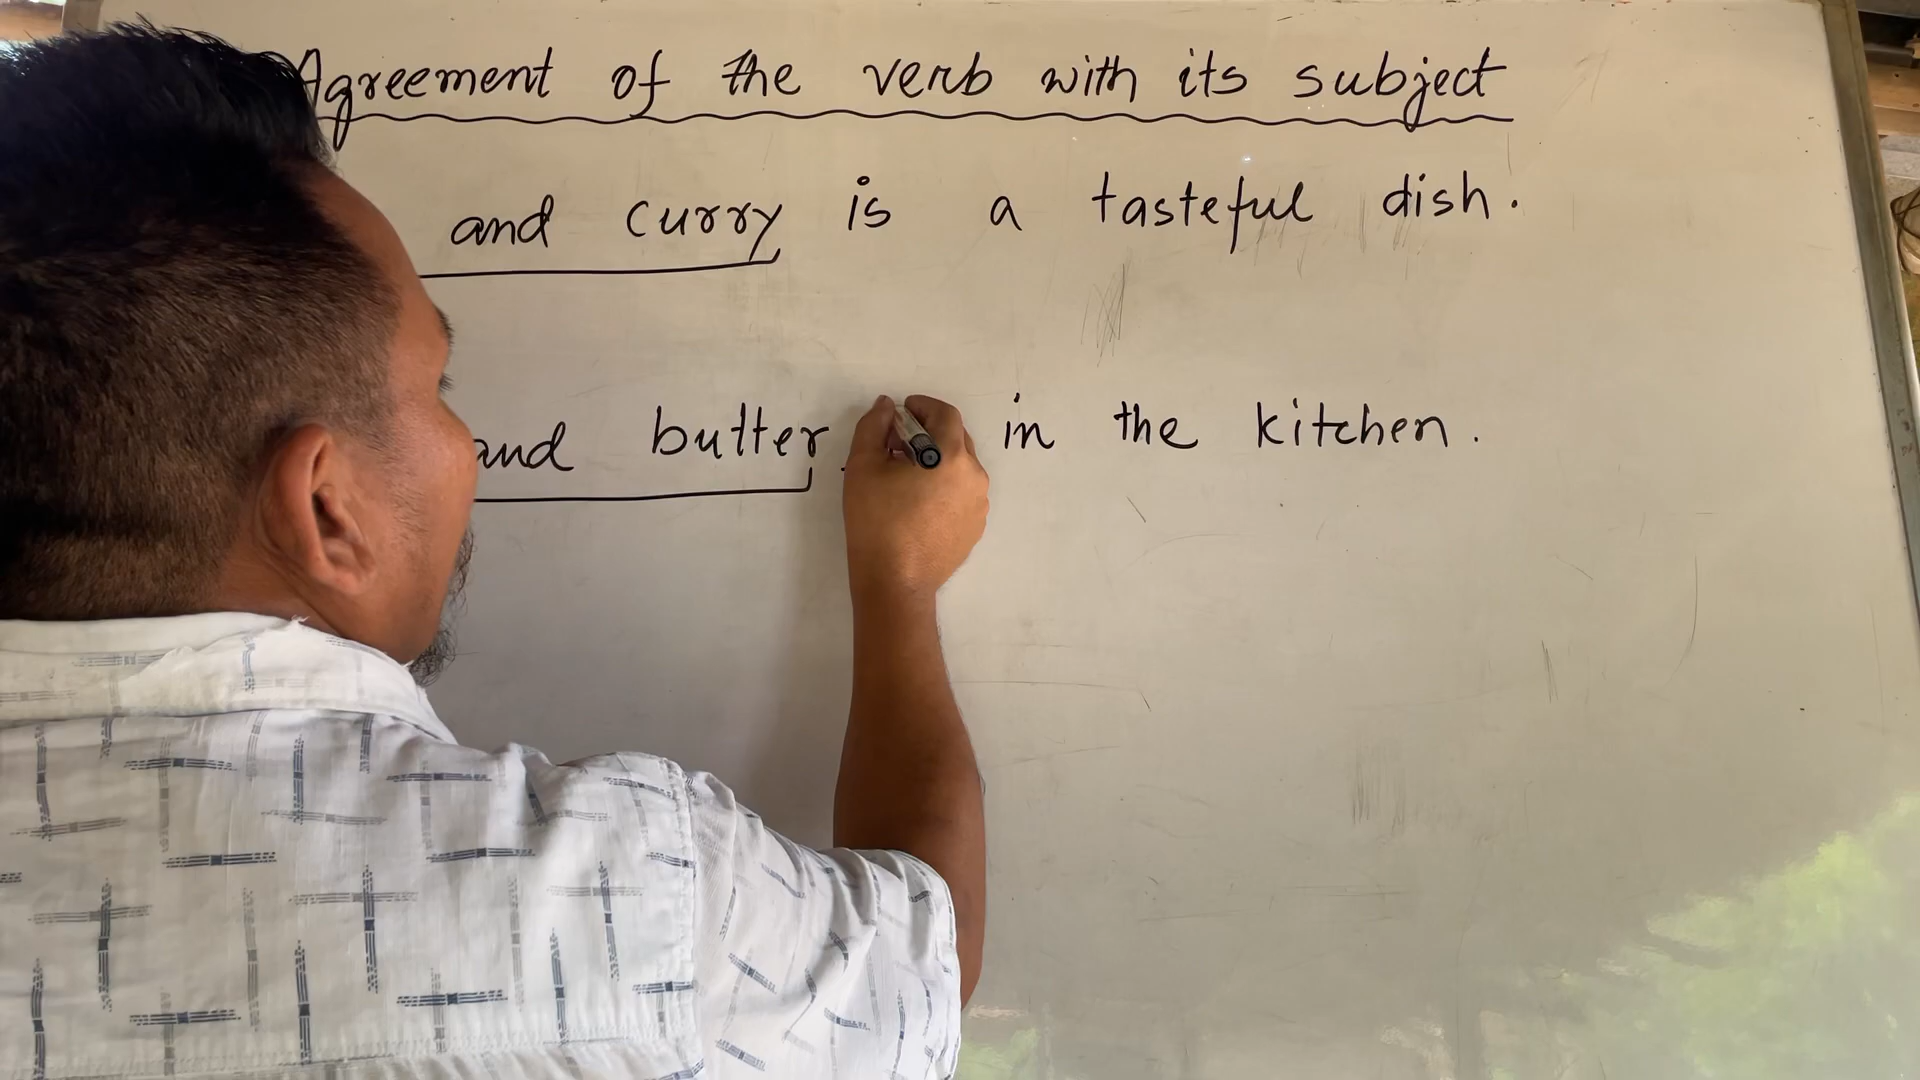 Agreement of the verb with its subject
and curry is a tasteful dish.
and butter in the kitchen.